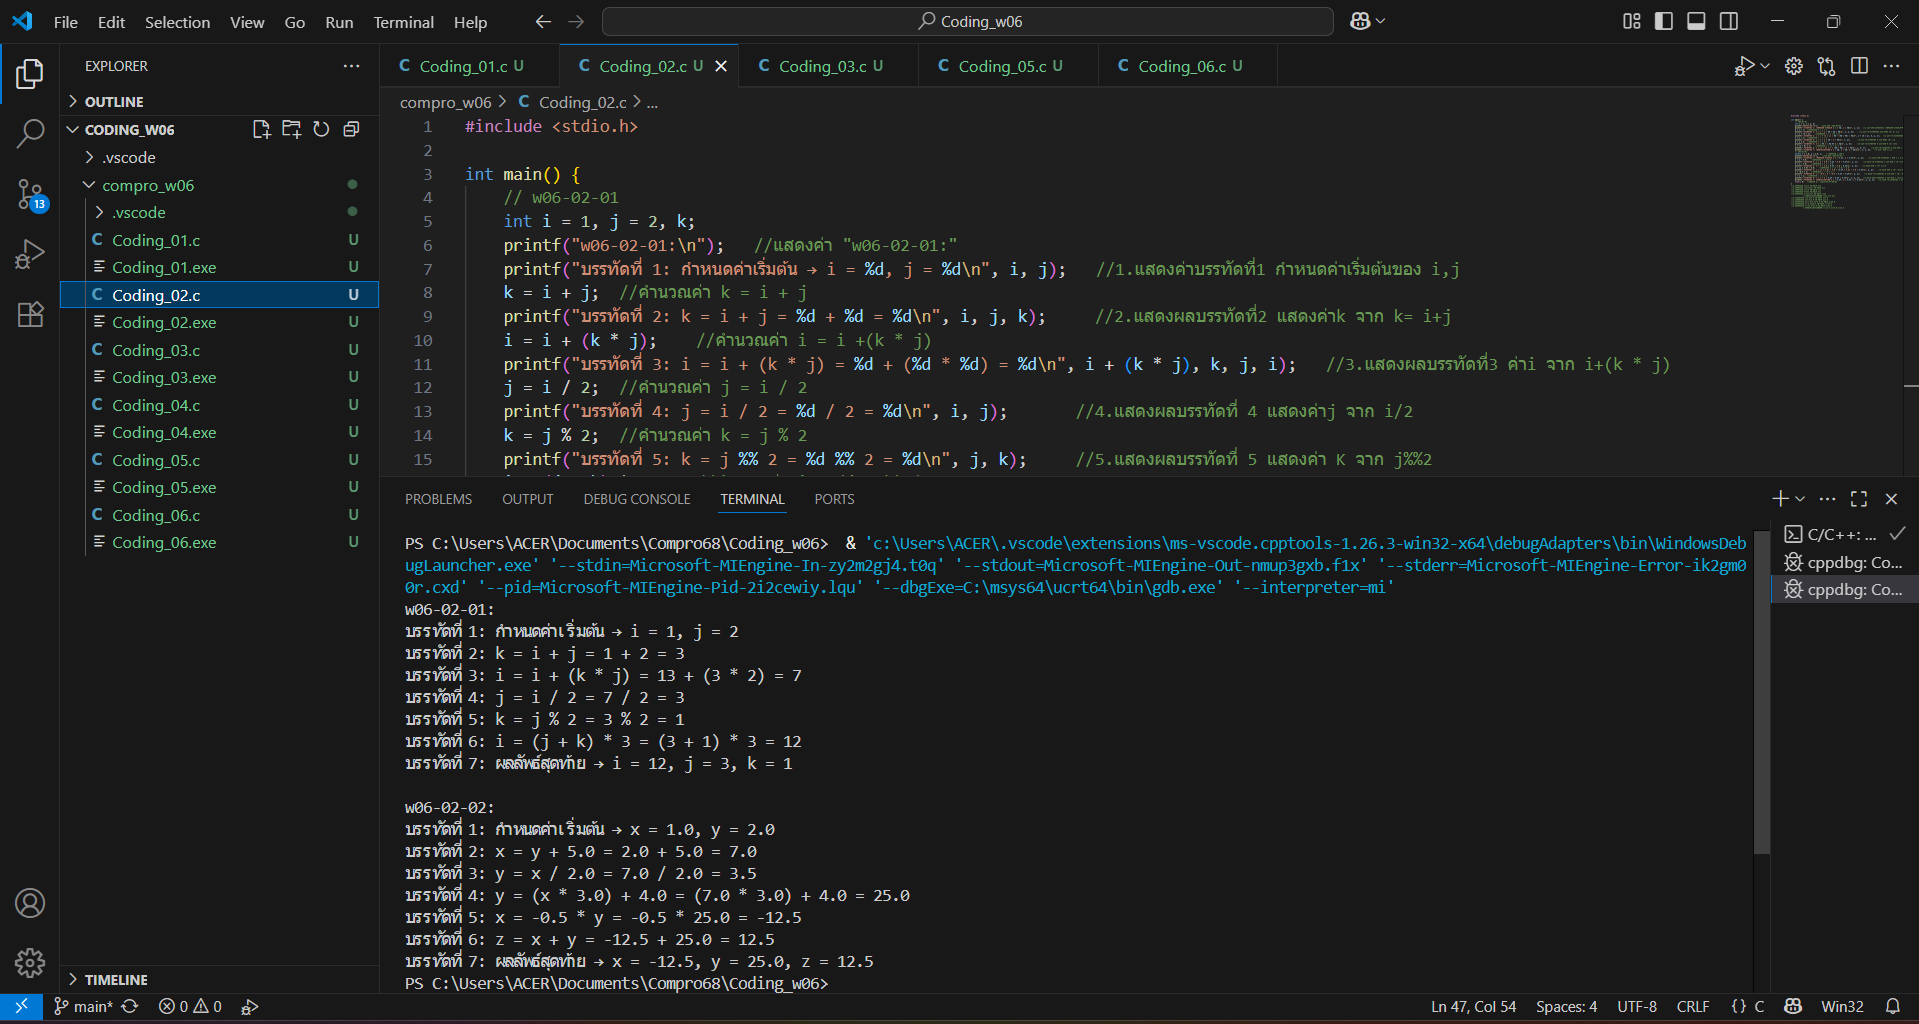 File Edit Selection View Go Run Terminal Help
Coding_w06
EXPLORER
OUTLINE
CODING_W06
.vscode
compro_w06
.vscode
Coding_01.c U
Coding_01.exe U
Coding_02.c U
Coding_02.exe U
Coding_03.c U
Coding_03.exe U
Coding_04.c U
Coding_04.exe U
Coding_05.c U
Coding_05.exe U
Coding_06.c U
Coding_06.exe U
13
TIMELINE
C Coding_01.c U C Coding_02.c U C Coding_03.c U C Coding_05.c U C Coding_06.c U
compro_w06 > C Coding_02.c > ...
1 #include <stdio.h>
2
3 int main() {
4 // w06-02-01
5 int i = 1, j = 2, k;
6 printf("w06-02-01:\n"); //แสดงค่า "w06-02-01:"
7 printf("บรรทัดที่ 1: กำหนดค่าเริ่มต้น → i = %d, j = %d\n", i, j); //1.แสดงค่าบรรทัดที่1 กำหนดค่าเริ่มต้นของ i,j
8 k = i + j; //คำนวณค่า k = i + j
9 printf("บรรทัดที่ 2: k = i + j = %d + %d = %d\n", i, j, k); //2.แสดงผลบรรทัดที่2 แสดงค่าk จาก k= i+j
10 i = i + (k * j); //คำนวณค่า i = i +(k * j)
11 printf("บรรทัดที่ 3: i = i + (k * j) = %d + (%d * %d) = %d\n", i + (k * j), k, j, i); //3.แสดงผลบรรทัดที่3 ค่าi จาก i+(k * j)
12 j = i / 2; //คำนวณค่า j = i / 2
13 printf("บรรทัดที่ 4: j = i / 2 = %d / 2 = %d\n", i, j); //4.แสดงผลบรรทัดที่ 4 แสดงค่าj จาก i/2
14 k = j % 2; //คำนวณค่า k = j % 2
15 printf("บรรทัดที่ 5: k = j %% 2 = %d %% 2 = %d\n", j, k); //5.แสดงผลบรรทัดที่ 5 แสดงค่า K จาก j%%2
PROBLEMS OUTPUT DEBUG CONSOLE TERMINAL PORTS
PS C:\Users\ACER\Documents\Compro68\Coding_w06> & 'c:\Users\ACER\.vscode\extensions\ms-vscode.cpptools-1.26.3-win32-x64\debugAdapters\bin\WindowsDeb
ugLauncher.exe' '--stdin=Microsoft-MIEngine-In-zy2m2gj4.t0q' '--stdout=Microsoft-MIEngine-Out-nmup3gxb.f1x' '--stderr=Microsoft-MIEngine-Error-ik2gm0
0r.cxd' '--pid=Microsoft-MIEngine-Pid-2i2cewiy.lqu' '--dbgExe=C:\msys64\ucrt64\bin\gdb.exe' '--interpreter=mi'
w06-02-01:
บรรทัดที่ 1: กำหนดค่าเริ่มต้น → i = 1, j = 2
บรรทัดที่ 2: k = i + j = 1 + 2 = 3
บรรทัดที่ 3: i = i + (k * j) = 13 + (3 * 2) = 7
บรรทัดที่ 4: j = i / 2 = 7 / 2 = 3
บรรทัดที่ 5: k = j % 2 = 3 % 2 = 1
บรรทัดที่ 6: i = (j + k) * 3 = (3 + 1) * 3 = 12
บรรทัดที่ 7: ผลลัพธ์สุดท้าย → i = 12, j = 3, k = 1
w06-02-02:
บรรทัดที่ 1: กำหนดค่าเริ่มต้น → x = 1.0, y = 2.0
บรรทัดที่ 2: x = y + 5.0 = 2.0 + 5.0 = 7.0
บรรทัดที่ 3: y = x / 2.0 = 7.0 / 2.0 = 3.5
บรรทัดที่ 4: y = (x * 3.0) + 4.0 = (7.0 * 3.0) + 4.0 = 25.0
บรรทัดที่ 5: x = -0.5 * y = -0.5 * 25.0 = -12.5
บรรทัดที่ 6: z = x + y = -12.5 + 25.0 = 12.5
บรรทัดที่ 7: ผลลัพธ์สุดท้าย → x = -12.5, y = 25.0, z = 12.5
PS C:\Users\ACER\Documents\Compro68\Coding_w06>
C/C++: ...
cppdbg: Co...
cppdbg: Co...
main* 0 0 Ln 47, Col 54 Spaces: 4 UTF-8 CRLF {} C Win32